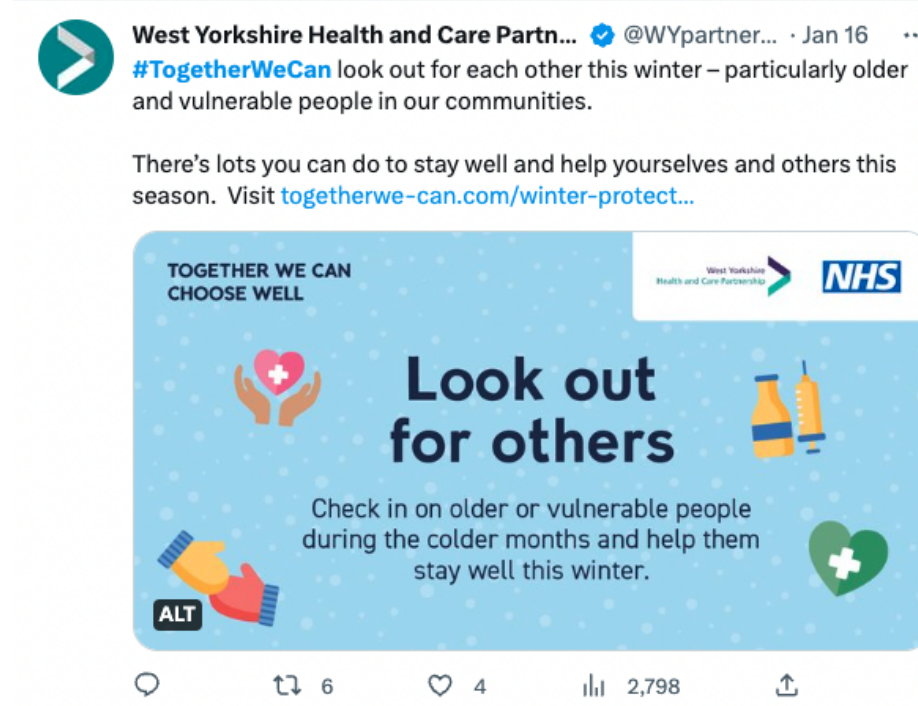 West Yorkshire Health and Care Partn... @WYpartner... · Jan 16
#TogetherWeCan look out for each other this winter – particularly older
and vulnerable people in our communities.
There's lots you can do to stay well and help yourselves and others this
season.  Visit togetherwe-can.com/winter-protect...
TOGETHER WE CAN
CHOOSE WELL
West Yorkshire
Health and Care Partnership
NHS
Look out
for others
Check in on older or vulnerable people
during the colder months and help them
stay well this winter.
ALT
6 4 2,798